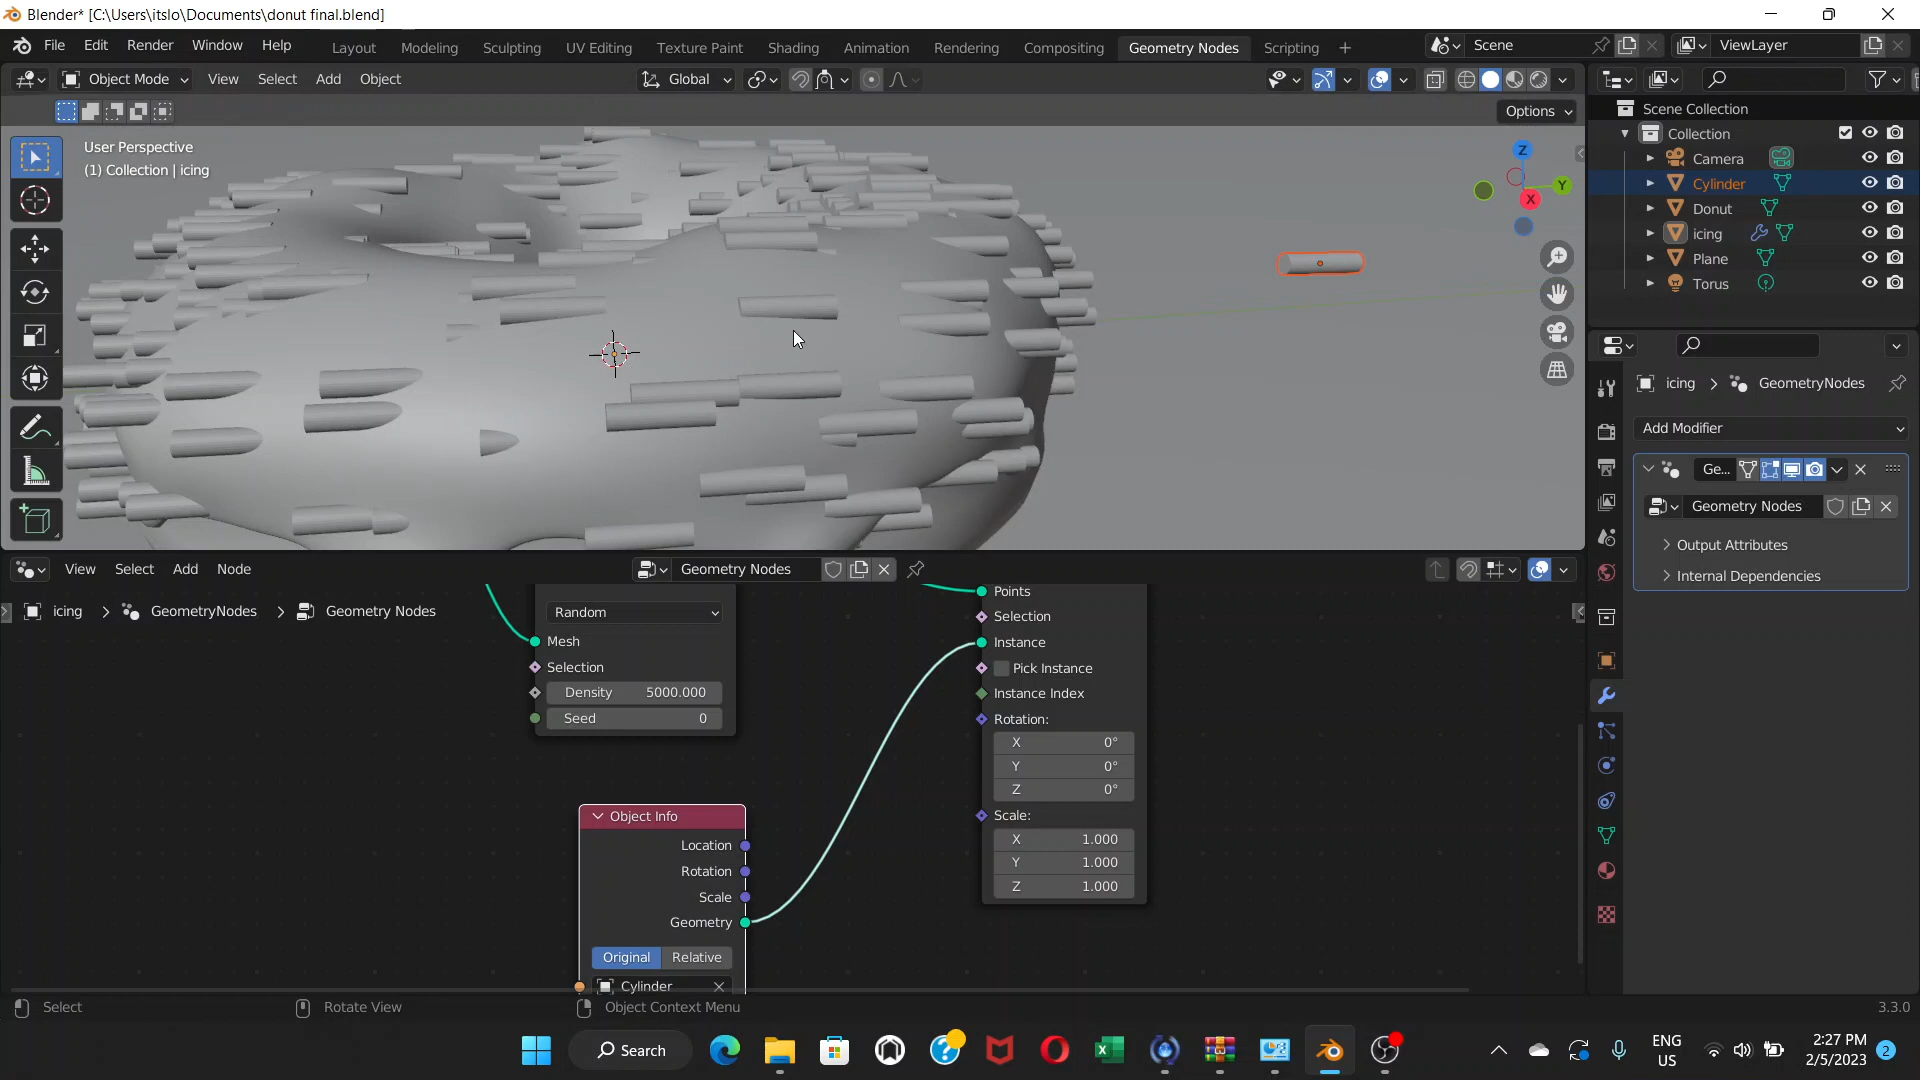 Blender* [C:\Users\itslo\Documents\donut final.blend]
File Edit Render Window Help Layout Modeling Sculpting UV Editing Texture Paint Shading Animation Rendering Compositing Geometry Nodes Scripting + Scene ViewLayer
Object Mode View Select Add Object Global
Options
User Perspective
(1) Collection | icing
Z
Y
X
Scene Collection
Collection
Camera
Cylinder
Donut
icing
Plane
Torus
icing > GeometryNodes
Add Modifier
Ge...
Geometry Nodes
Output Attributes
Internal Dependencies
View Select Add Node Geometry Nodes
icing > GeometryNodes > Geometry Nodes
Random
Mesh
Selection
Density 5000.000
Seed 0
Points
Selection
Instance
Pick Instance
Instance Index
Rotation:
X 0°
Y 0°
Z 0°
Scale:
X 1.000
Y 1.000
Z 1.000
Object Info
Location
Rotation
Scale
Geometry
Original Relative
Cylinder
Select Rotate View Object Context Menu 3.3.0
Search
ENG
US
2:27 PM
2/5/2023
2